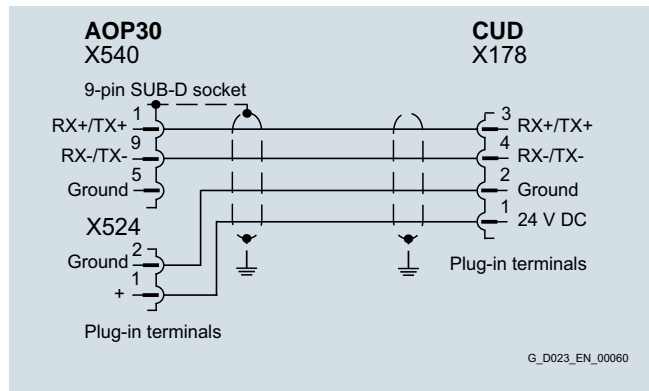 AOP30
X540
CUD
X178
9-pin SUB-D socket
RX+/TX+ 1
3 RX+/TX+
RX-/TX- 9
4 RX-/TX-
Ground 5
2 Ground
1 24 V DC
X524
Ground 2
+ 1
Plug-in terminals
Plug-in terminals
G_D023_EN_00060